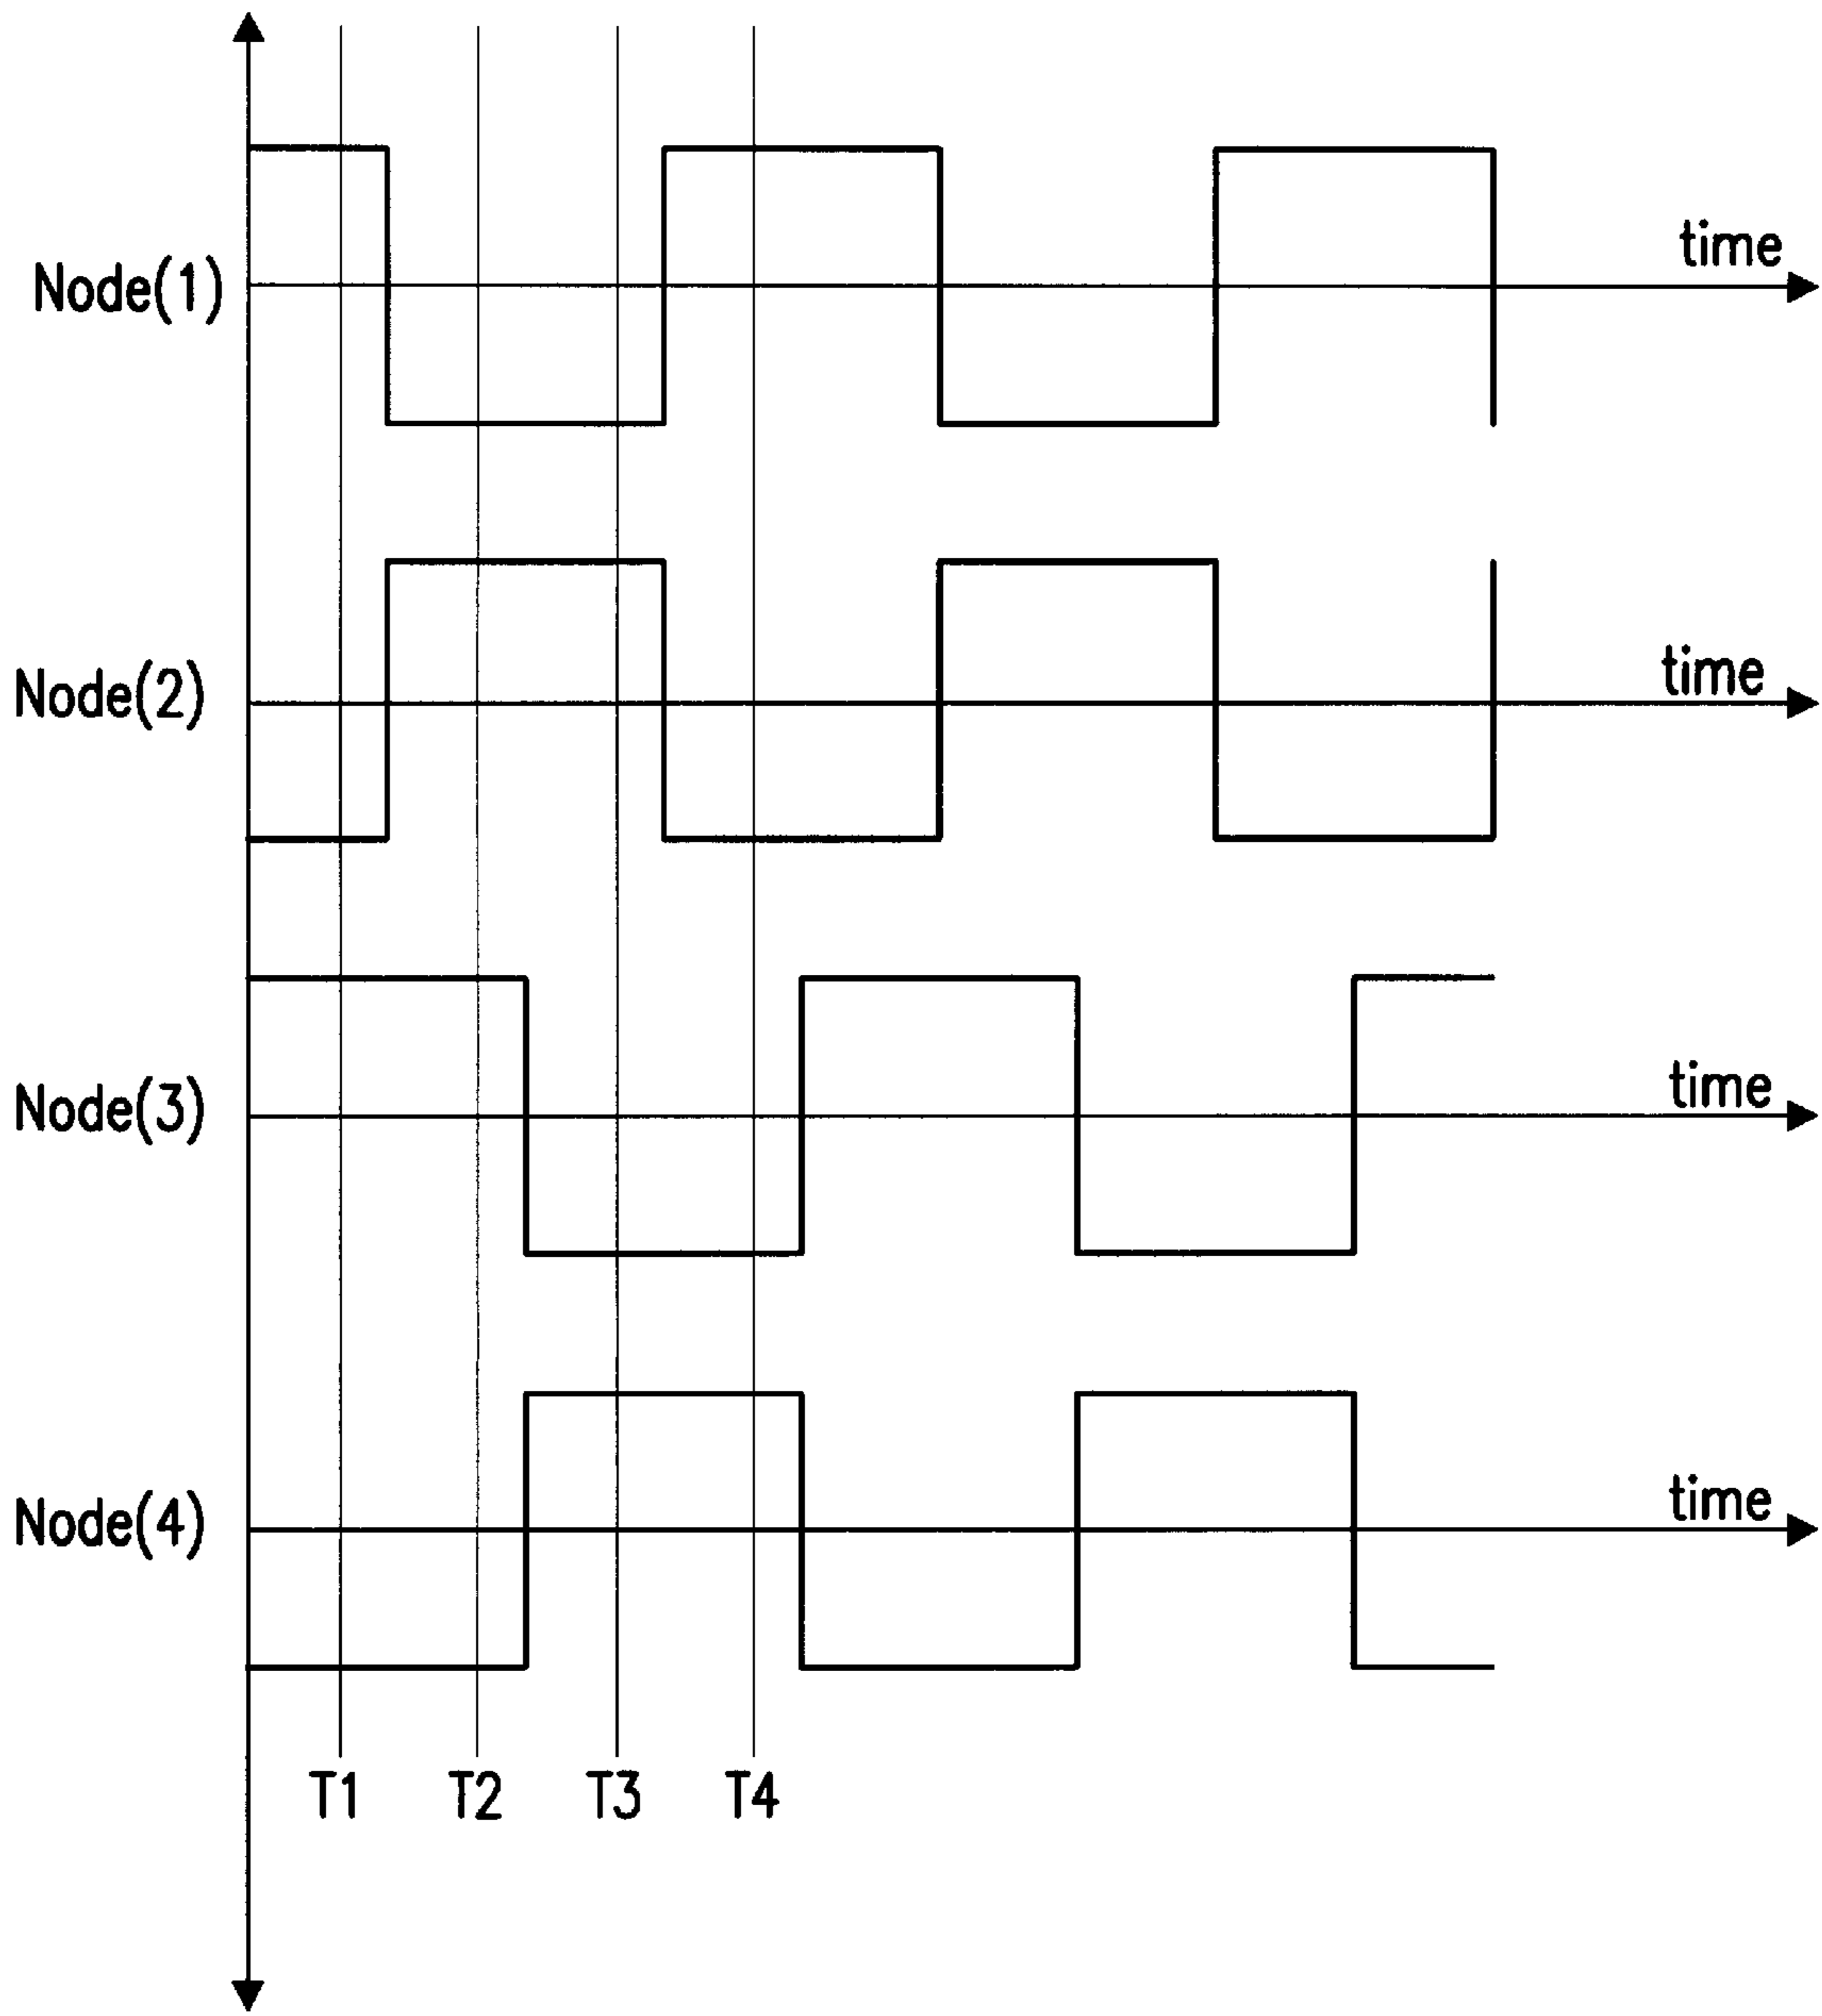 time
Node(1)
time
Node(2)
time
Node(3)
time
Node(4)
T1 T2 T3 T4